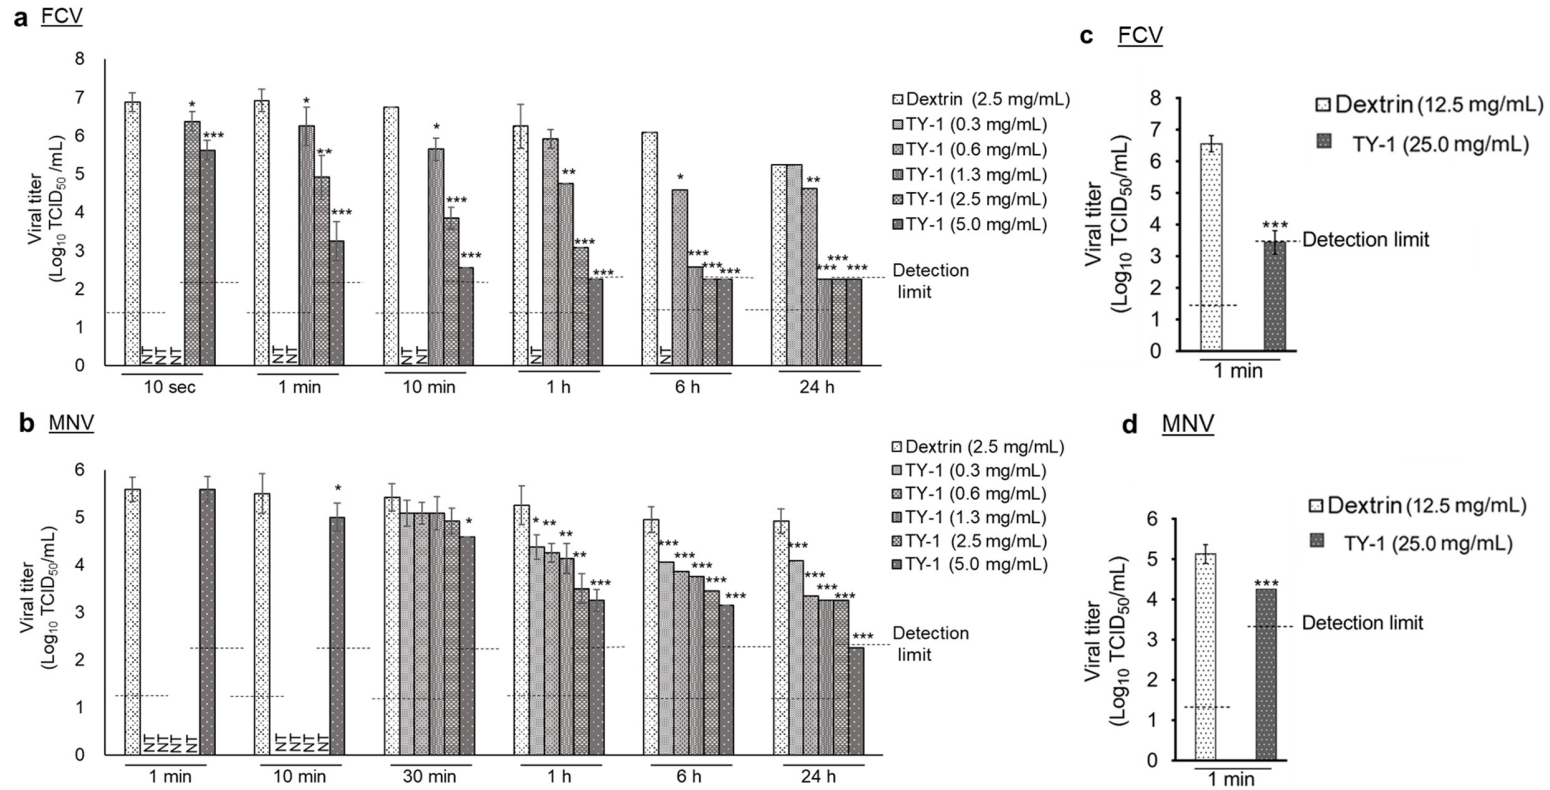 a FCV
Viral titer
(Log10 TCID50 /mL)
8
7
6
5
4
3
2
1
0
* ***
* ** ***
* *** ***
** *** ***
* *** *** ***
** *** *** ***
NT NT NT
NT NT
NT NT
NT
NT
10 sec 1 min 10 min 1 h 6 h 24 h
Dextrin (2.5 mg/mL)
TY-1 (0.3 mg/mL)
TY-1 (0.6 mg/mL)
TY-1 (1.3 mg/mL)
TY-1 (2.5 mg/mL)
TY-1 (5.0 mg/mL)
Detection
limit
b MNV
Viral titer
(Log10 TCID50/mL)
6
5
4
3
2
1
0
*
*
* ** ** ** ***
*** *** *** *** ***
*** *** *** *** ***
NT NT NT NT
NT NT NT NT
1 min 10 min 30 min 1 h 6 h 24 h
Dextrin (2.5 mg/mL)
TY-1 (0.3 mg/mL)
TY-1 (0.6 mg/mL)
TY-1 (1.3 mg/mL)
TY-1 (2.5 mg/mL)
TY-1 (5.0 mg/mL)
Detection
limit
c FCV
Viral titer
(Log10 TCID50/mL)
8
7
6
5
4
3
2
1
0
***
1 min
Dextrin (12.5 mg/mL)
TY-1 (25.0 mg/mL)
Detection limit
d MNV
Viral titer
(Log10 TCID50/mL)
6
5
4
3
2
1
0
***
1 min
Dextrin (12.5 mg/mL)
TY-1 (25.0 mg/mL)
Detection limit